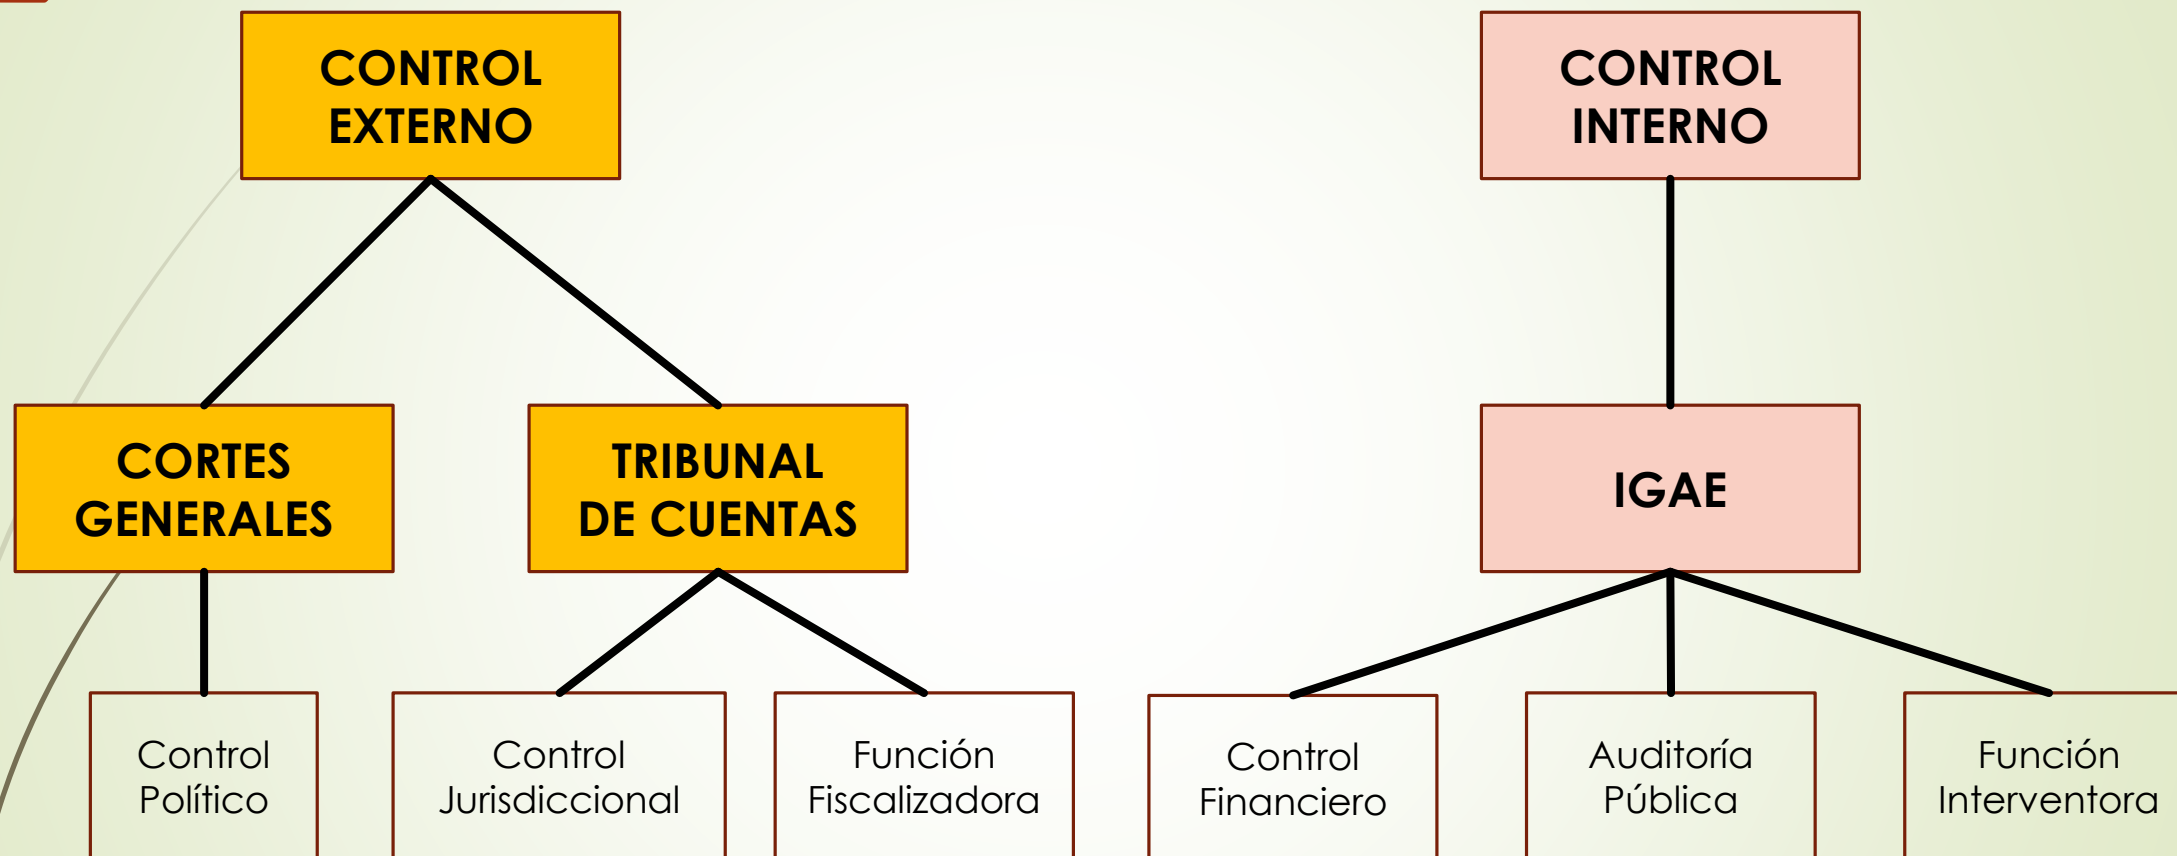 CONTROL
EXTERNO
CONTROL
INTERNO
CORTES
GENERALES
TRIBUNAL
DE CUENTAS
IGAE
Control
Político
Control
Jurisdiccional
Función
Fiscalizadora
Control
Financiero
Auditoría
Pública
Función
Interventora